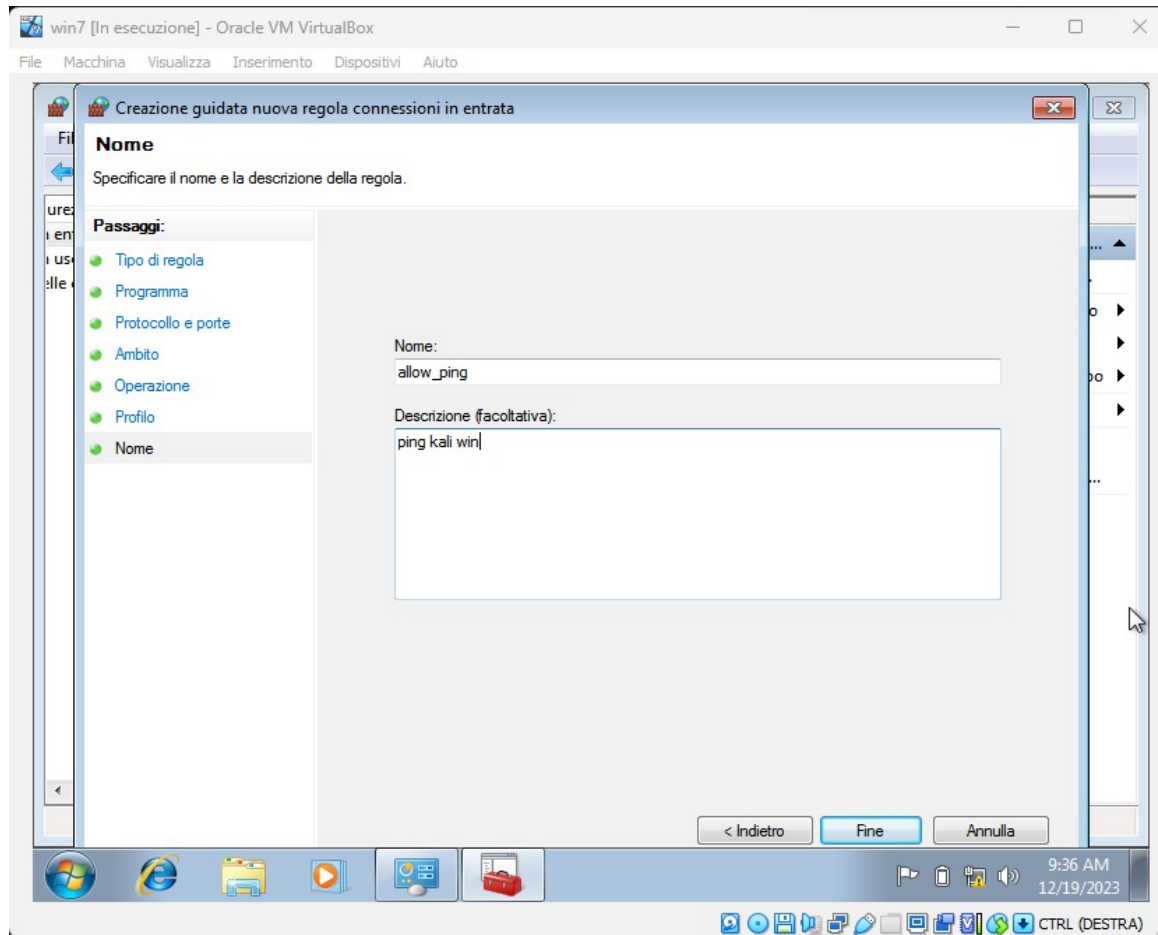 win7 [In esecuzione] - Oracle VM VirtualBox
File Macchina Visualizza Inserimento Dispositivi Aiuto
Creazione guidata nuova regola connessioni in entrata
Nome
Specificare il nome e la descrizione della regola.
Passaggi:
Tipo di regola
Programma
Protocollo e porte
Ambito
Operazione
Profilo
Nome
Nome:
allow_ping
Descrizione (facoltativa):
ping kali win
< Indietro Fine Annulla
9:36 AM
12/19/2023
CTRL (DESTRA)